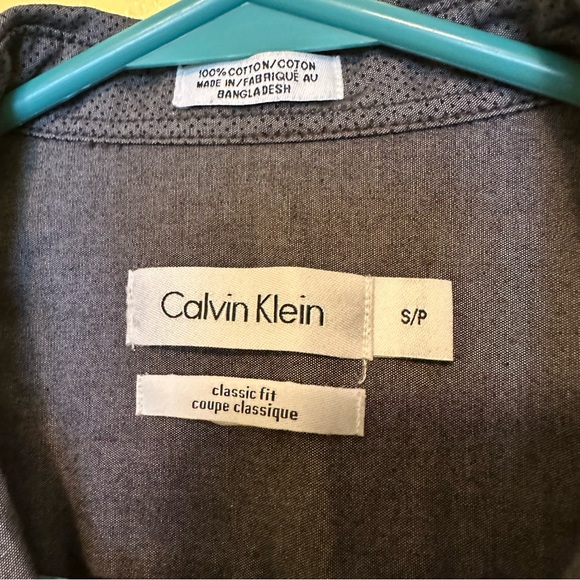 100% COTTON/COTON
MADE IN/FABRIQUÉ AU
BANGLADESH
Calvin Klein
S/P
classic fit
coupe classique